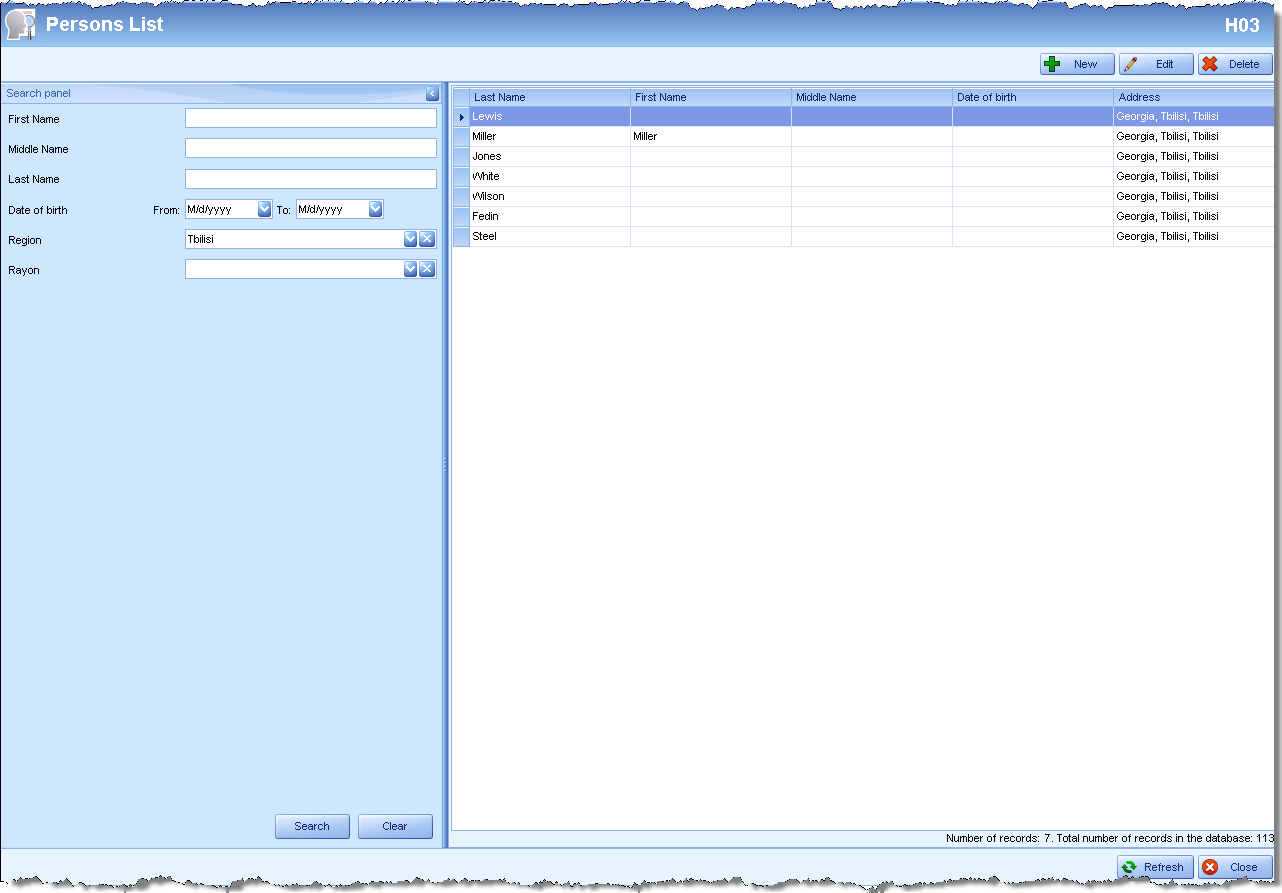 Persons List
H03
New Edit Delete
Search panel
First Name
Middle Name
Last Name
Date of birth From: M/d/yyyy To: M/d/yyyy
Region Tbilisi
Rayon
Search Clear
Last Name First Name Middle Name Date of birth Address
Lewis Georgia, Tbilisi, Tbilisi
Miller Miller Georgia, Tbilisi, Tbilisi
Jones Georgia, Tbilisi, Tbilisi
White Georgia, Tbilisi, Tbilisi
Wilson Georgia, Tbilisi, Tbilisi
Fedin Georgia, Tbilisi, Tbilisi
Steel Georgia, Tbilisi, Tbilisi
Number of records: 7. Total number of records in the database: 113
Refresh Close